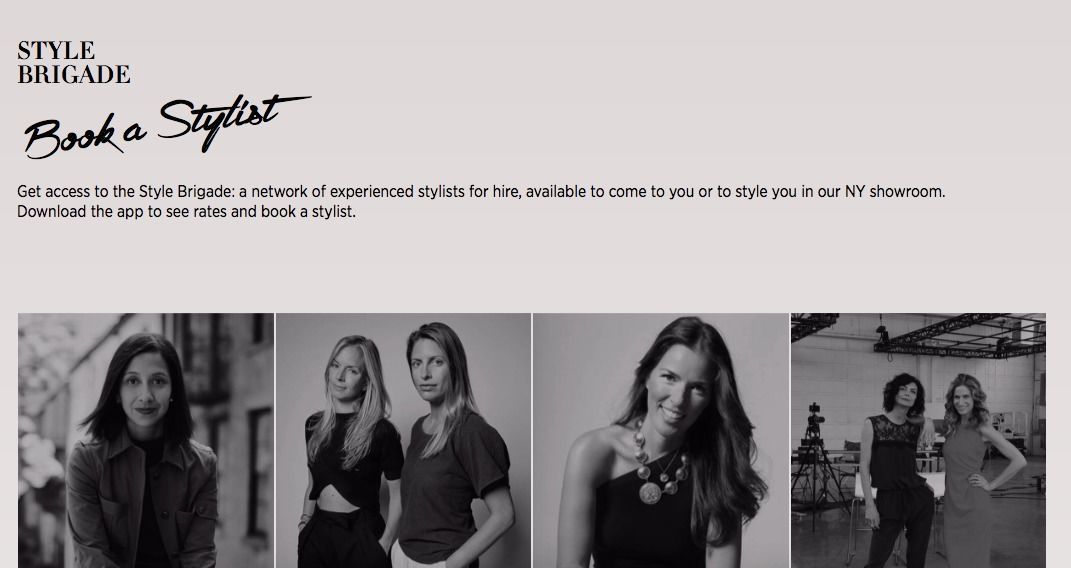 STYLE
BRIGADE
Book a Stylist
Get access to the Style Brigade: a network of experienced stylists for hire, available to come to you or to style you in our NY showroom.
Download the app to see rates and book a stylist.